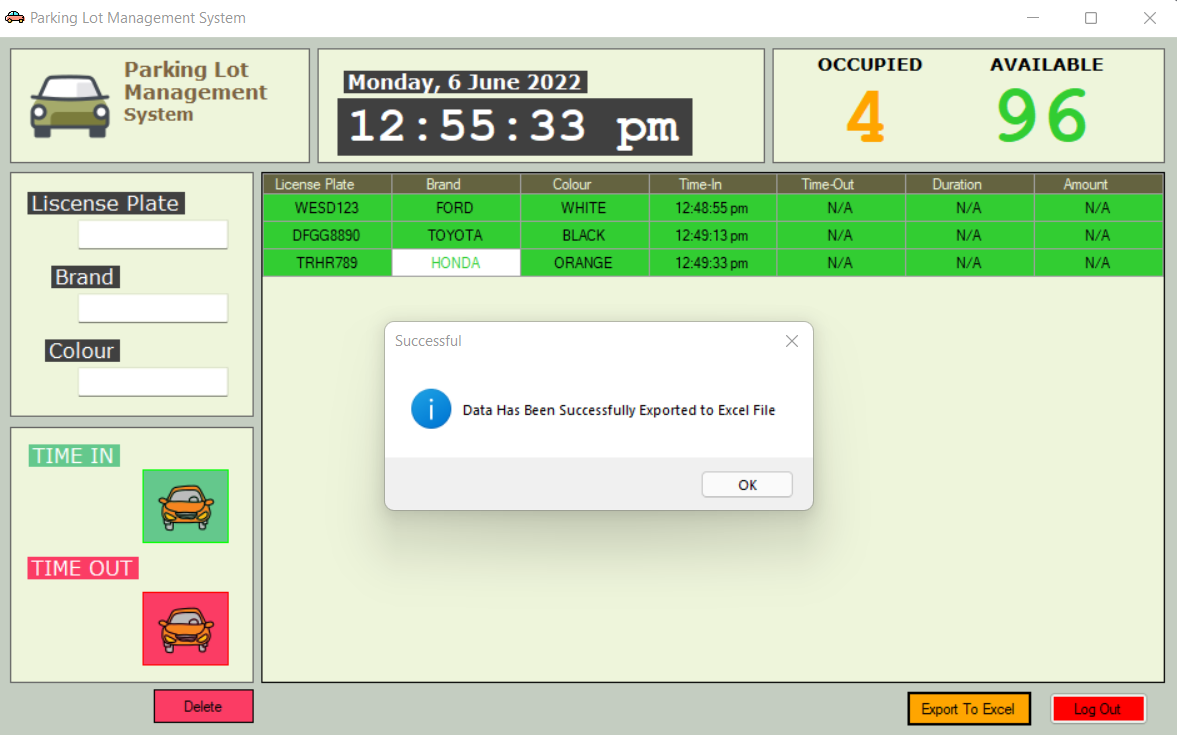 Parking Lot Management System
Parking Lot
Management
System
Monday, 6 June 2022
12:55:33 pm
OCCUPIED AVAILABLE
4 96
Liscense Plate
Brand
Colour
TIME IN
TIME OUT
Delete
License Plate Brand Colour Time-In Time-Out Duration Amount
WESD123 FORD WHITE 12:48:55 pm N/A N/A N/A
DFGG8890 TOYOTA BLACK 12:49:13 pm N/A N/A N/A
TRHR789 HONDA ORANGE 12:49:33 pm N/A N/A N/A
Successful
i
Data Has Been Successfully Exported to Excel File
OK
Export To Excel
Log Out